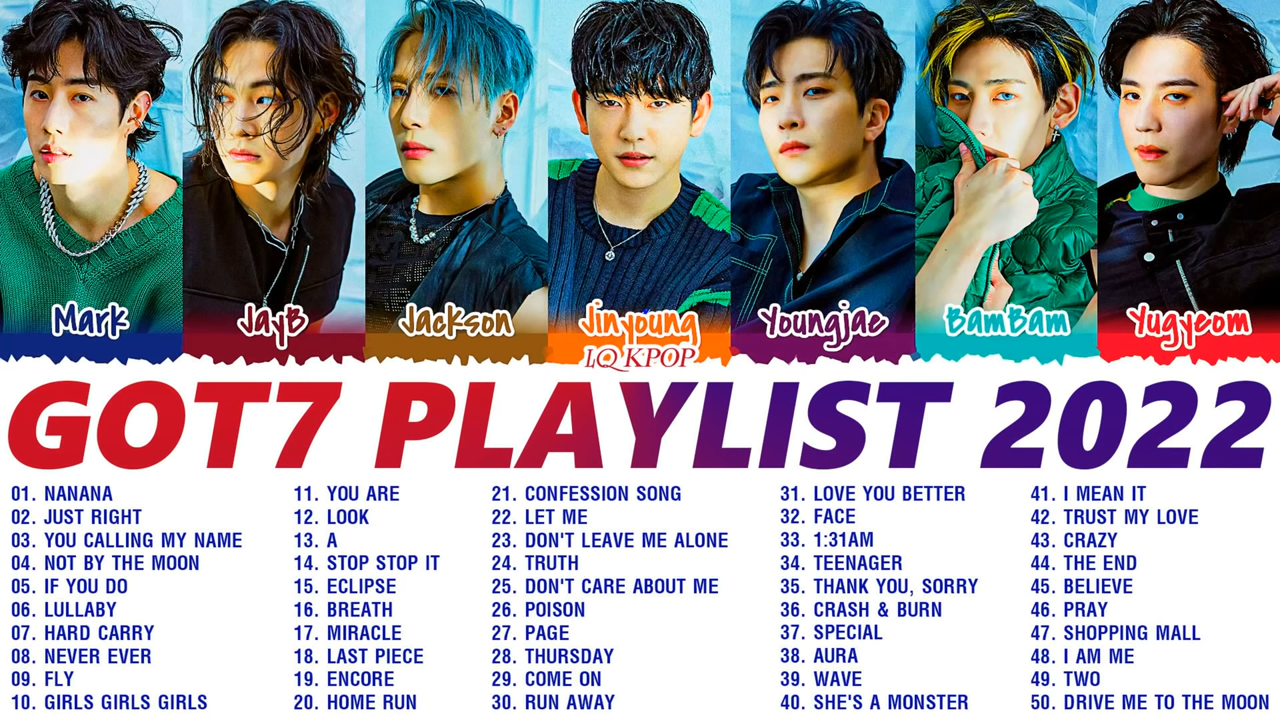 Mark
JayB
Jackson
Jinyoung
Youngjae
BamBam
Yugyeom
LQ K-POP
GOT7 PLAYLIST 2022
01. NANANA
02. JUST RIGHT
03. YOU CALLING MY NAME
04. NOT BY THE MOON
05. IF YOU DO
06. LULLABY
07. HARD CARRY
08. NEVER EVER
09. FLY
10. GIRLS GIRLS GIRLS
11. YOU ARE
12. LOOK
13. A
14. STOP STOP IT
15. ECLIPSE
16. BREATH
17. MIRACLE
18. LAST PIECE
19. ENCORE
20. HOME RUN
21. CONFESSION SONG
22. LET ME
23. DON'T LEAVE ME ALONE
24. TRUTH
25. DON'T CARE ABOUT ME
26. POISON
27. PAGE
28. THURSDAY
29. COME ON
30. RUN AWAY
31. LOVE YOU BETTER
32. FACE
33. 1:31AM
34. TEENAGER
35. THANK YOU, SORRY
36. CRASH & BURN
37. SPECIAL
38. AURA
39. WAVE
40. SHE'S A MONSTER
41. I MEAN IT
42. TRUST MY LOVE
43. CRAZY
44. THE END
45. BELIEVE
46. PRAY
47. SHOPPING MALL
48. I AM ME
49. TWO
50. DRIVE ME TO THE MOON